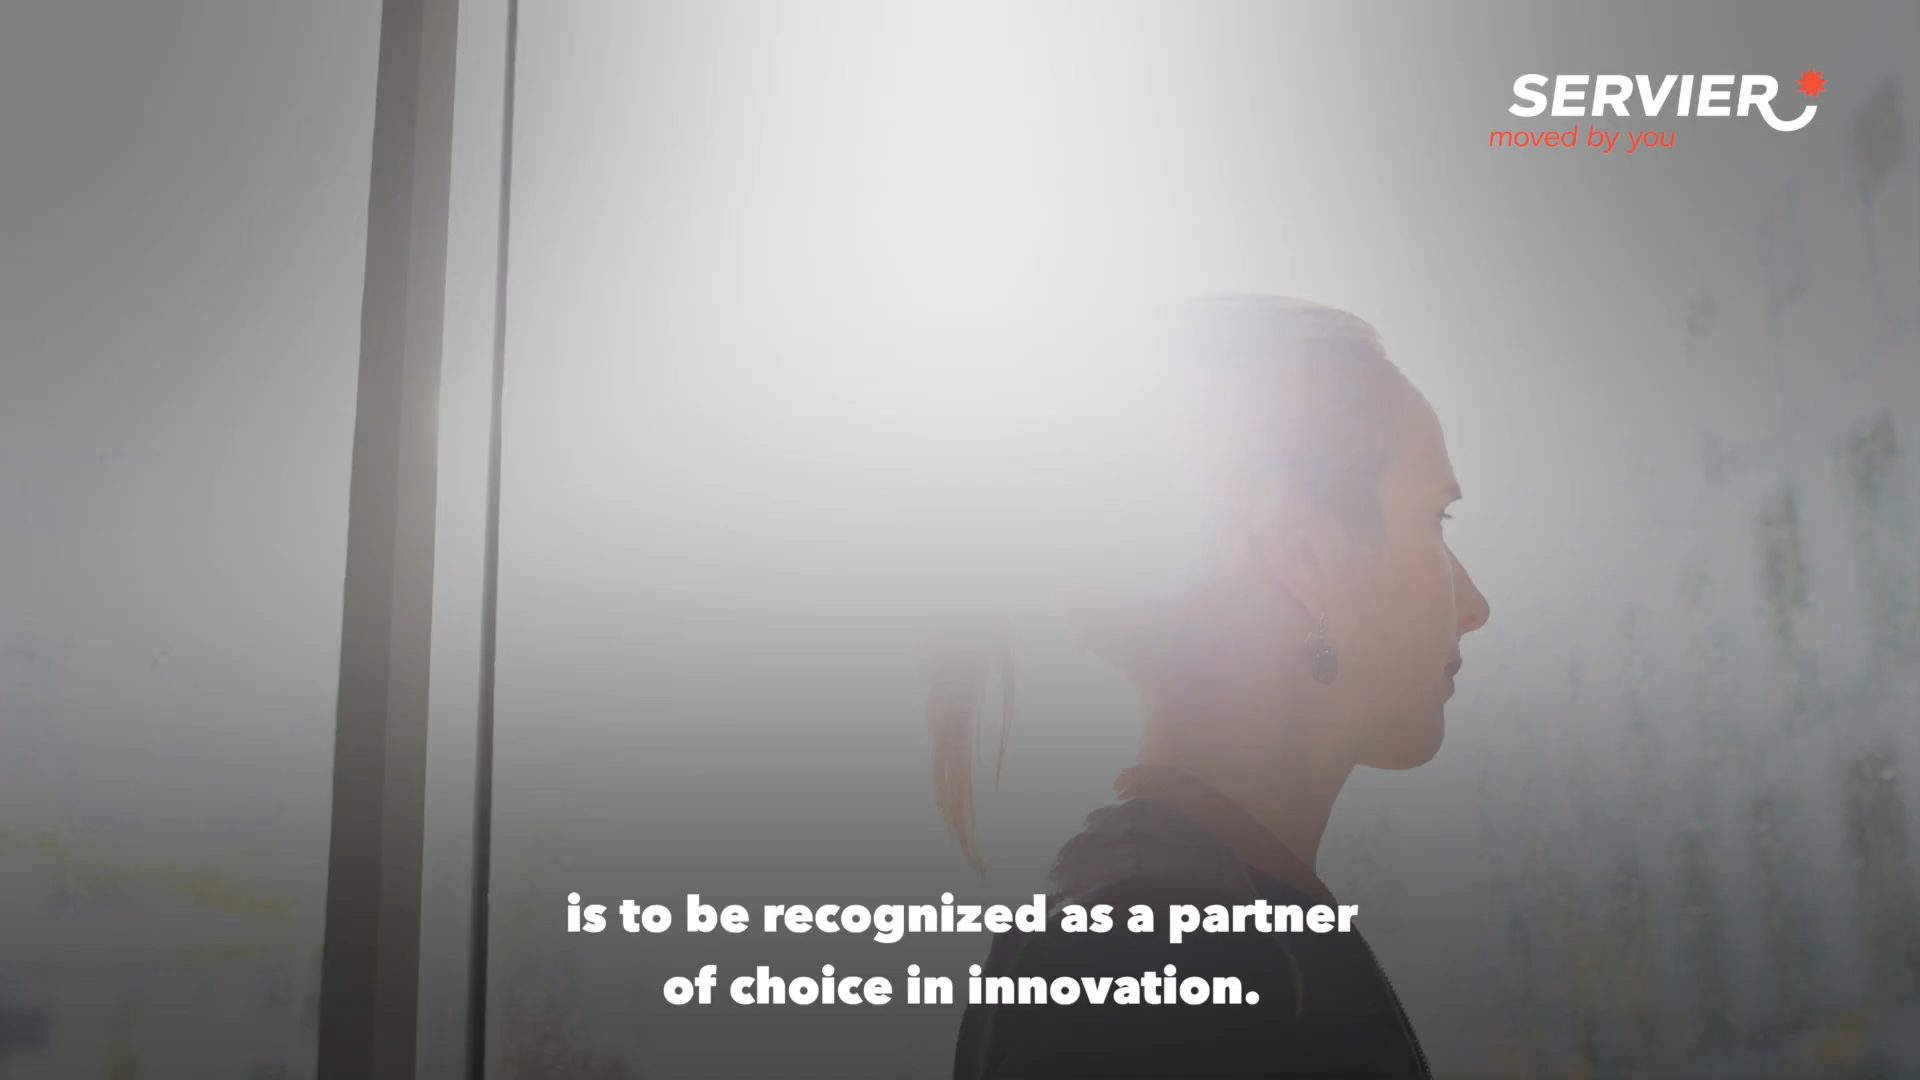 SERVIER
moved by you
is to be recognized as a partner
of choice in innovation.